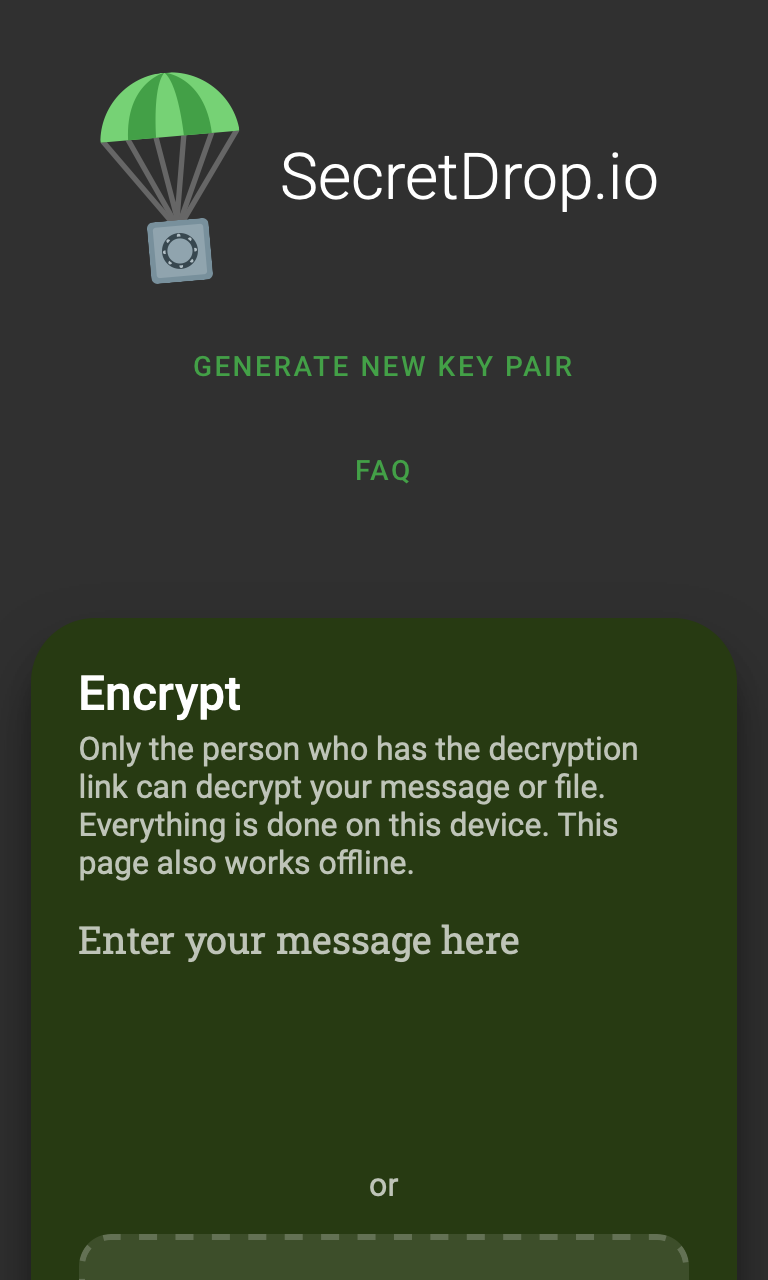 SecretDrop.io
GENERATE NEW KEY PAIR
FAQ
Encrypt
Only the person who has the decryption
link can decrypt your message or file.
Everything is done on this device. This
page also works offline.
Enter your message here
or